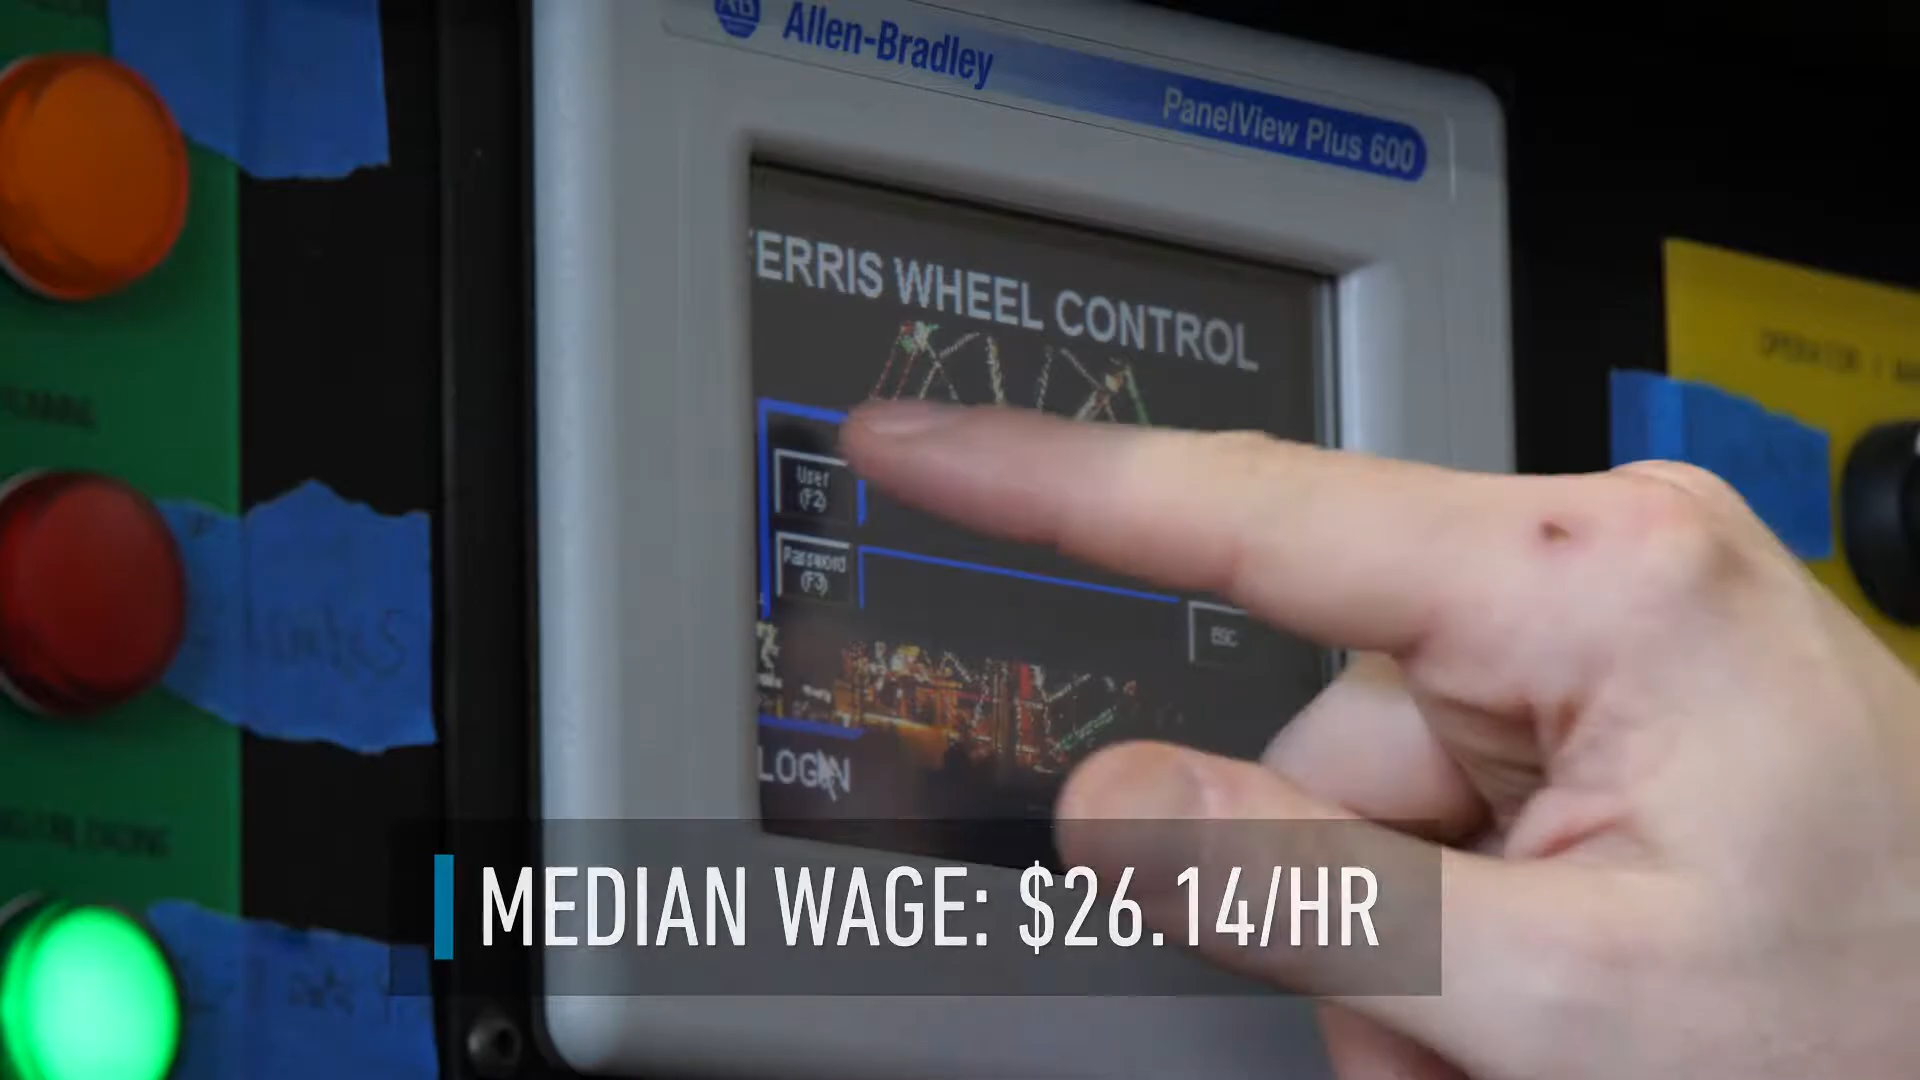 Allen-Bradley
PanelView Plus 600
ERRIS WHEEL CONTROL
User
(F2)
Password
(F3)
ESC
LOGIN
OPERATOR /
MEDIAN WAGE: $26.14/HR